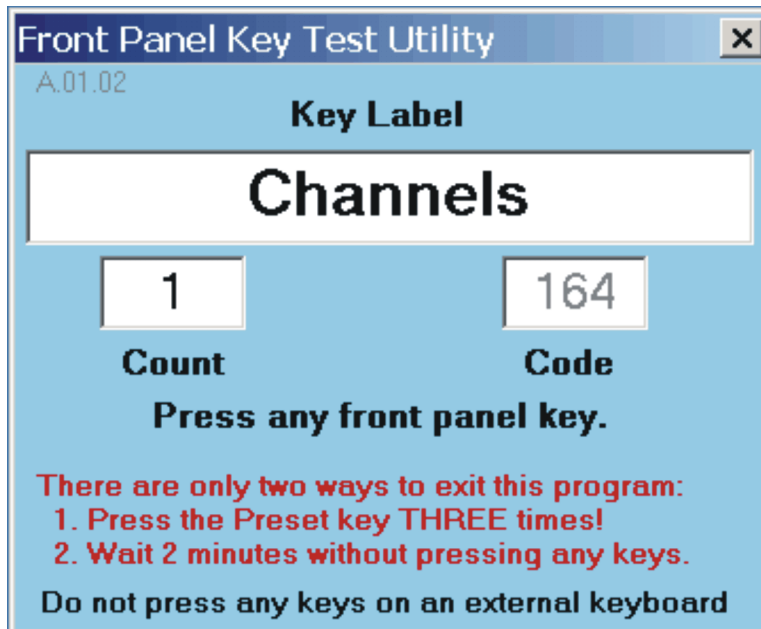 Front Panel Key Test Utility
A.01.02
Key Label
Channels
1 164
Count Code
Press any front panel key.
There are only two ways to exit this program:
1. Press the Preset key THREE times!
2. Wait 2 minutes without pressing any keys.
Do not press any keys on an external keyboard